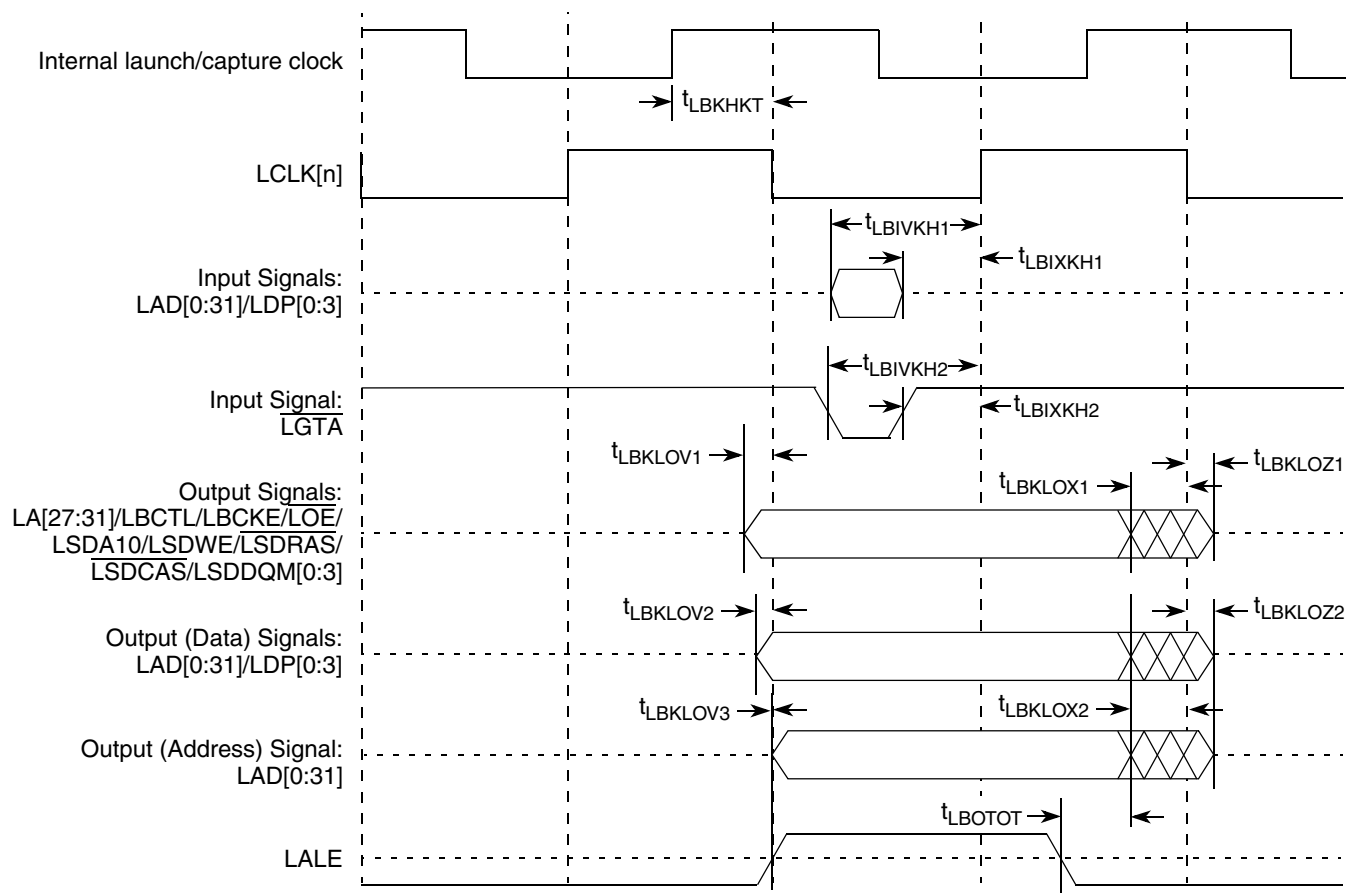 Internal launch/capture clock
tLBKHKT
LCLK[n]
tLBIVKH1
tLBIXKH1
Input Signals:
LAD[0:31]/LDP[0:3]
tLBIVKH2
Input Signal:
LGTA
tLBIXKH2
tLBKLOV1
tLBKLOZ1
tLBKLOX1
Output Signals:
LA[27:31]/LBCTL/LBCKE/LOE/
LSDA10/LSDWE/LSDRAS/
LSDCAS/LSDDQM[0:3]
tLBKLOV2
tLBKLOZ2
Output (Data) Signals:
LAD[0:31]/LDP[0:3]
tLBKLOV3
tLBKLOX2
Output (Address) Signal:
LAD[0:31]
tLBOTOT
LALE